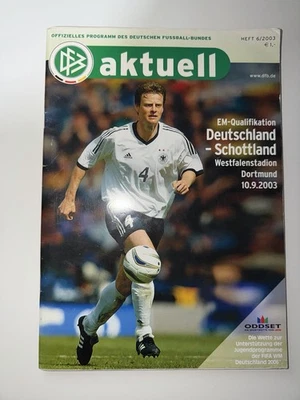 OFFIZIELLES PROGRAMM DES DEUTSCHEN FUSSBALL-BUNDES
HEFT 6/2003
€ 1,-
DFB aktuell
www.dfb.de
EM-Qualifikation
Deutschland
- Schottland
Westfalenstadion
Dortmund
10.9.2003
4
4
ODDSET
Die Wette zur
Unterstützung der
Jugendprogramme
der FIFA WM
Deutschland 2006